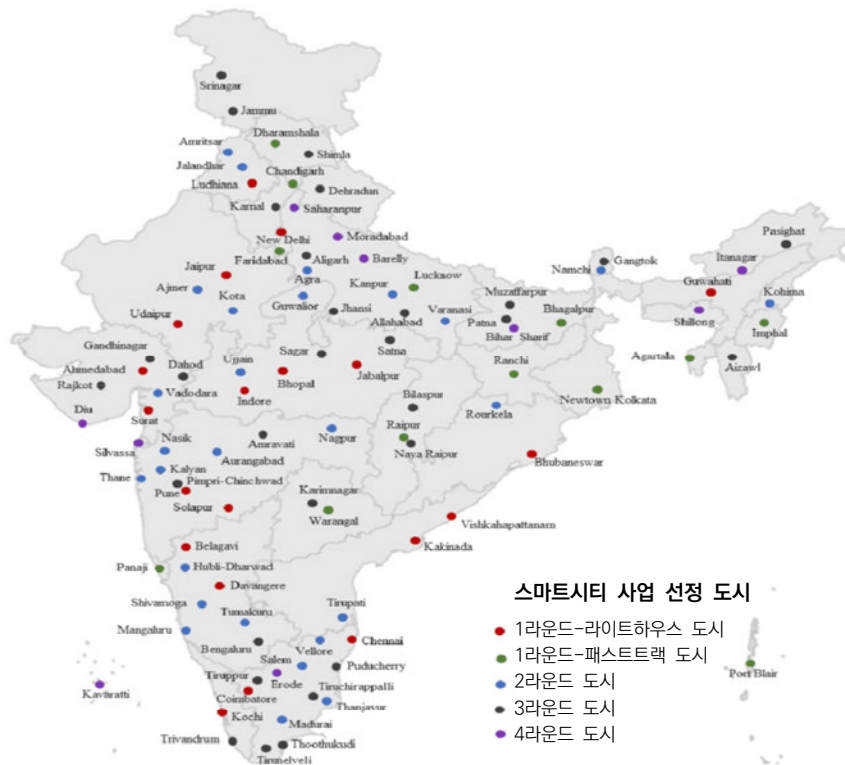 Srinagar
Jammu
Dharamshala
Amritsar
Shimla
Jalandhar
Chandigarh
Ludhiana
Dehradun
Karnal
Saharanpur
New Delhi
Moradabad
Pasighat
Faridabad
Aligarh
Barelly
Gangtok
Itanagar
Jaipur
Agra
Lucknaow
Namchi
Guwahati
Ajmer
Kota
Kanpur
Muzaffarpur
Kohima
Guwalior
Jhansi
Varanasi
Bhagalpur
Udaipur
Allahabad
Patna
Shillong
Bihar Sharif
Imphal
Gandhinagar
Sagar
Satna
Agartala
Ahmedabad
Dahod
Ujjain
Ranchi
Aizawl
Rajkot
Bhopal
Jabalpur
Vadodara
Indore
Bilaspur
Newtown Kolkata
Diu
Surat
Rourkela
Nasik
Amravati
Nagpur
Raipur
Silvassa
Aurangabad
Naya Raipur
Kalyan
Bhubaneswar
Thane
Pimpri-Chinchwad
Pune
Karimnagar
Solapur
Warangal
Vishkahapattanam
Belagavi
Kakinada
Panaji
Hubli-Dharwad
Davangere
스마트시티 사업 선정 도시
Shivamoga
Tumakuru
Tirupati
1라운드-라이트하우스 도시
Mangaluru
Bengaluru
Vellore
Chennai
1라운드-패스트트랙 도시
Salem
Puducherry
Port Blair
Tiruppur
Erode
2라운드 도시
Kavaratti
Coimbatore
Tiruchirappalli
3라운드 도시
Kochi
Thanjavur
Madurai
4라운드 도시
Trivandrum
Thoothukudi
Tirunelveli